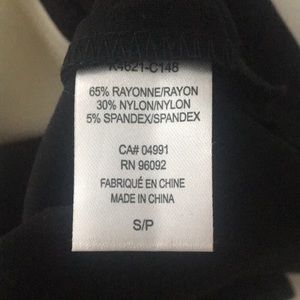 K4621-C148
65% RAYONNE/RAYON
30% NYLON/NYLON
5% SPANDEX/SPANDEX
CA# 04991
RN 96092
FABRIQUÉ EN CHINE
MADE IN CHINA
S/P